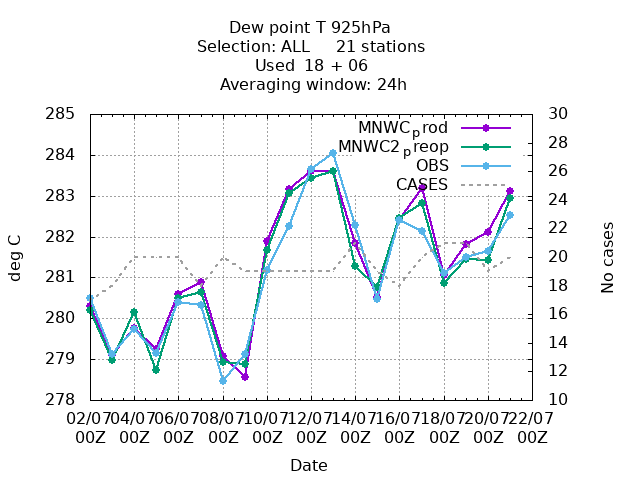 Dew point T 925hPa
Selection: ALL     21 stations
Used  18 + 06
Averaging window: 24h
285
284
283
282
281
280
279
278
30
28
26
24
22
20
18
16
14
12
10
MNWCprod
MNWC2preop
OBS
CASES
deg C
No cases
02/07 04/07 06/07 08/07 10/07 12/07 14/07 16/07 18/07 20/07 22/07
00Z 00Z 00Z 00Z 00Z 00Z 00Z 00Z 00Z 00Z 00Z
Date